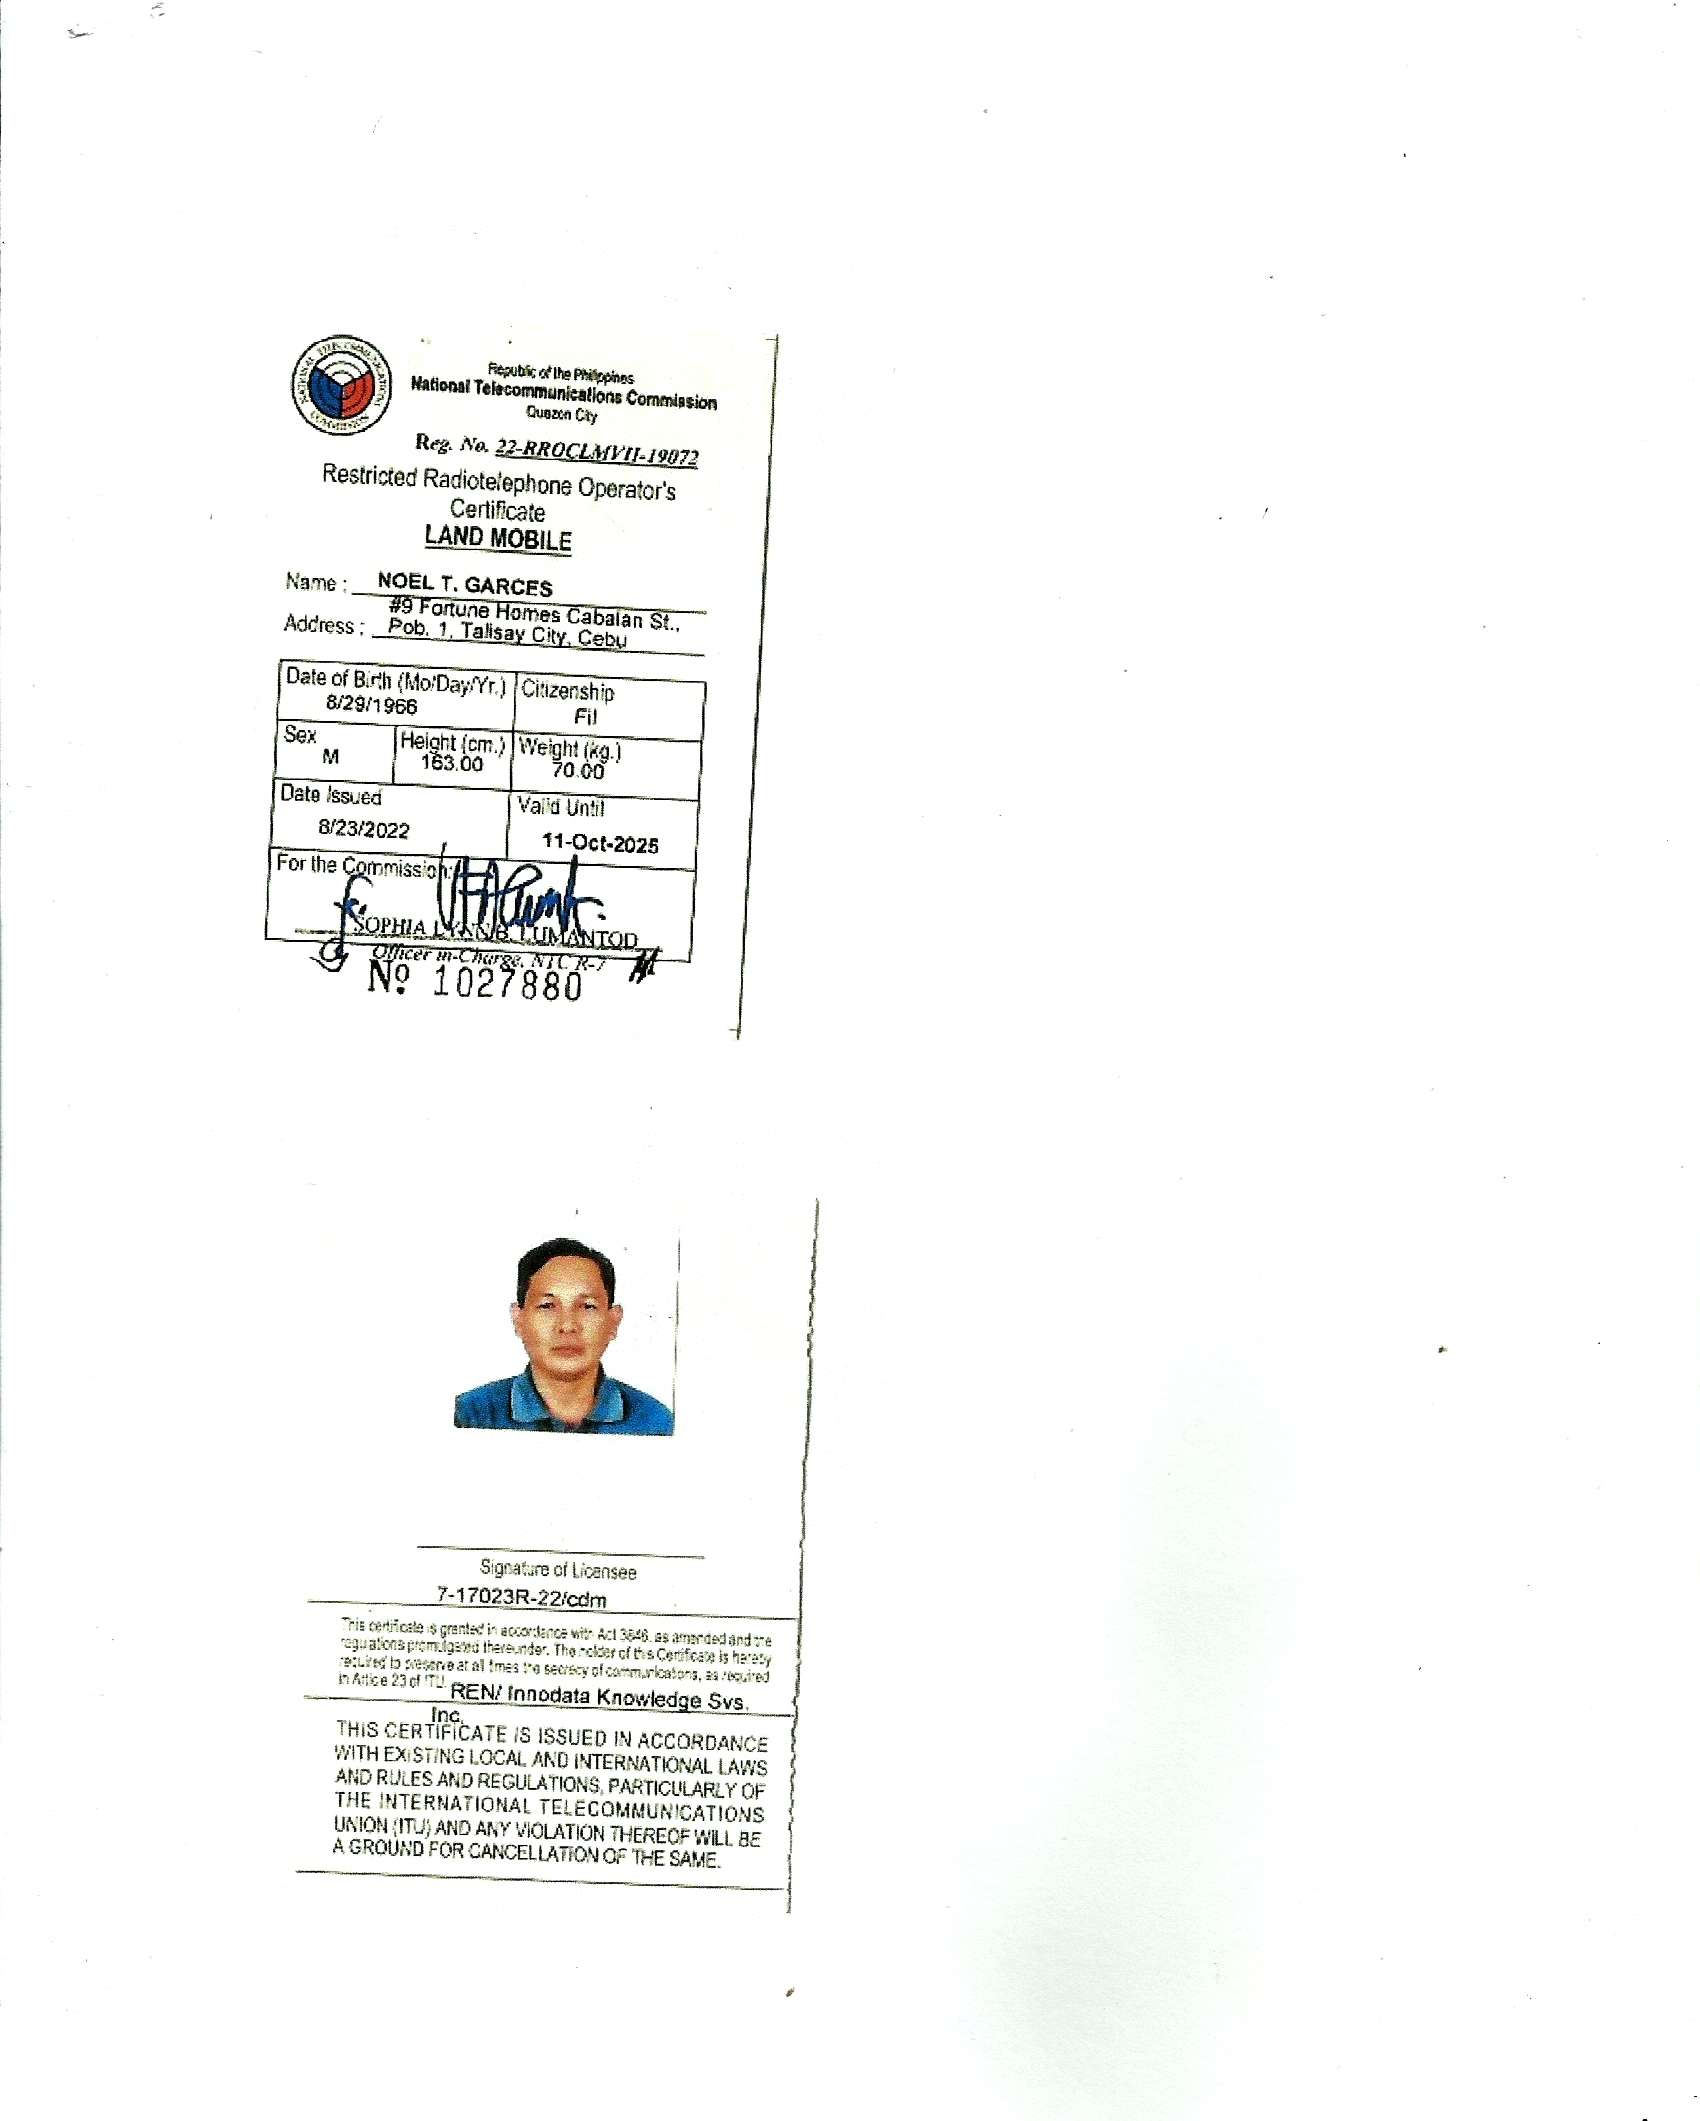 NATIONAL TELECOMMUNICATIONS COMMISSION
Republic of the Philippines
National Telecommunications Commission
Quezon City
Reg. No. 22-RROCLMVII-19072
Restricted Radiotelephone Operator's
Certificate
LAND MOBILE
Name : NOEL T. GARCES
#9 Fortune Homes Cabalan St.,
Address : Pob. 1, Talisay City, Cebu
Date of Birth (Mo/Day/Yr.) Citizenship
8/29/1966 Fil
Sex Height (cm.) Weight (kg.)
M 163.00 70.00
Date Issued Valid Until
8/23/2022 11-Oct-2025
For the Commission:
SOPHIA LYNN B. LUMANTOD
Officer in-Charge, NTC R-7
Nº 1027880
Signature of Licensee
7-17023R-22/cdm
This certificate is granted in accordance with Act 3846, as amended and the
regulations promulgated thereunder. The holder of this Certificate is hereby
required to preserve at all times the secrecy of communications, as required
in Article 23 of ITU.
REN/ Innodata Knowledge Svs.
Inc.
THIS CERTIFICATE IS ISSUED IN ACCORDANCE
WITH EXISTING LOCAL AND INTERNATIONAL LAWS
AND RULES AND REGULATIONS, PARTICULARLY OF
THE INTERNATIONAL TELECOMMUNICATIONS
UNION (ITU) AND ANY VIOLATION THEREOF WILL BE
A GROUND FOR CANCELLATION OF THE SAME.